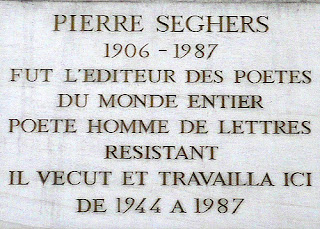 PIERRE SEGHERS
1906 - 1987
FUT L'EDITEUR DES POETES
DU MONDE ENTIER
POETE HOMME DE LETTRES
RESISTANT
IL VECUT ET TRAVAILLA ICI
DE 1944 A 1987